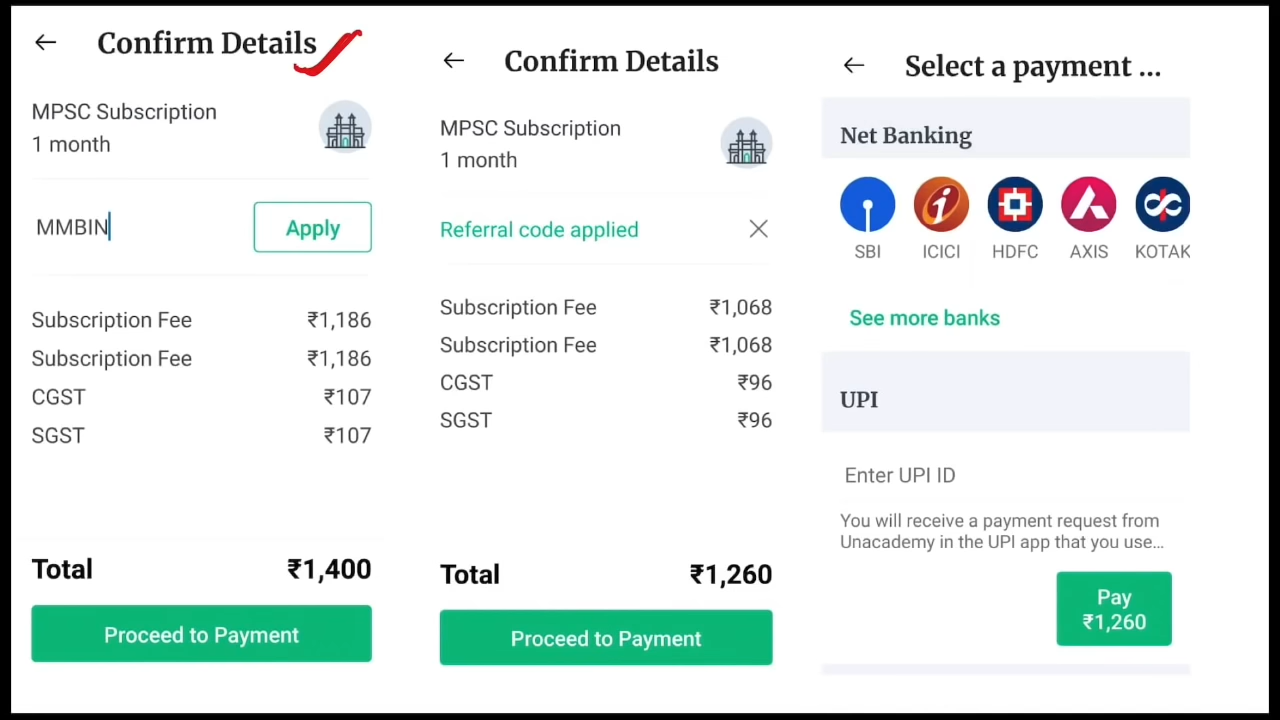 Confirm Details
MPSC Subscription
1 month
MMBIN
Apply
Subscription Fee ₹1,186
Subscription Fee ₹1,186
CGST ₹107
SGST ₹107
Total ₹1,400
Proceed to Payment
Confirm Details
MPSC Subscription
1 month
Referral code applied
Subscription Fee ₹1,068
Subscription Fee ₹1,068
CGST ₹96
SGST ₹96
Total ₹1,260
Proceed to Payment
Select a payment ...
Net Banking
SBI ICICI HDFC AXIS KOTAK
See more banks
UPI
Enter UPI ID
You will receive a payment request from
Unacademy in the UPI app that you use...
Pay
₹1,260